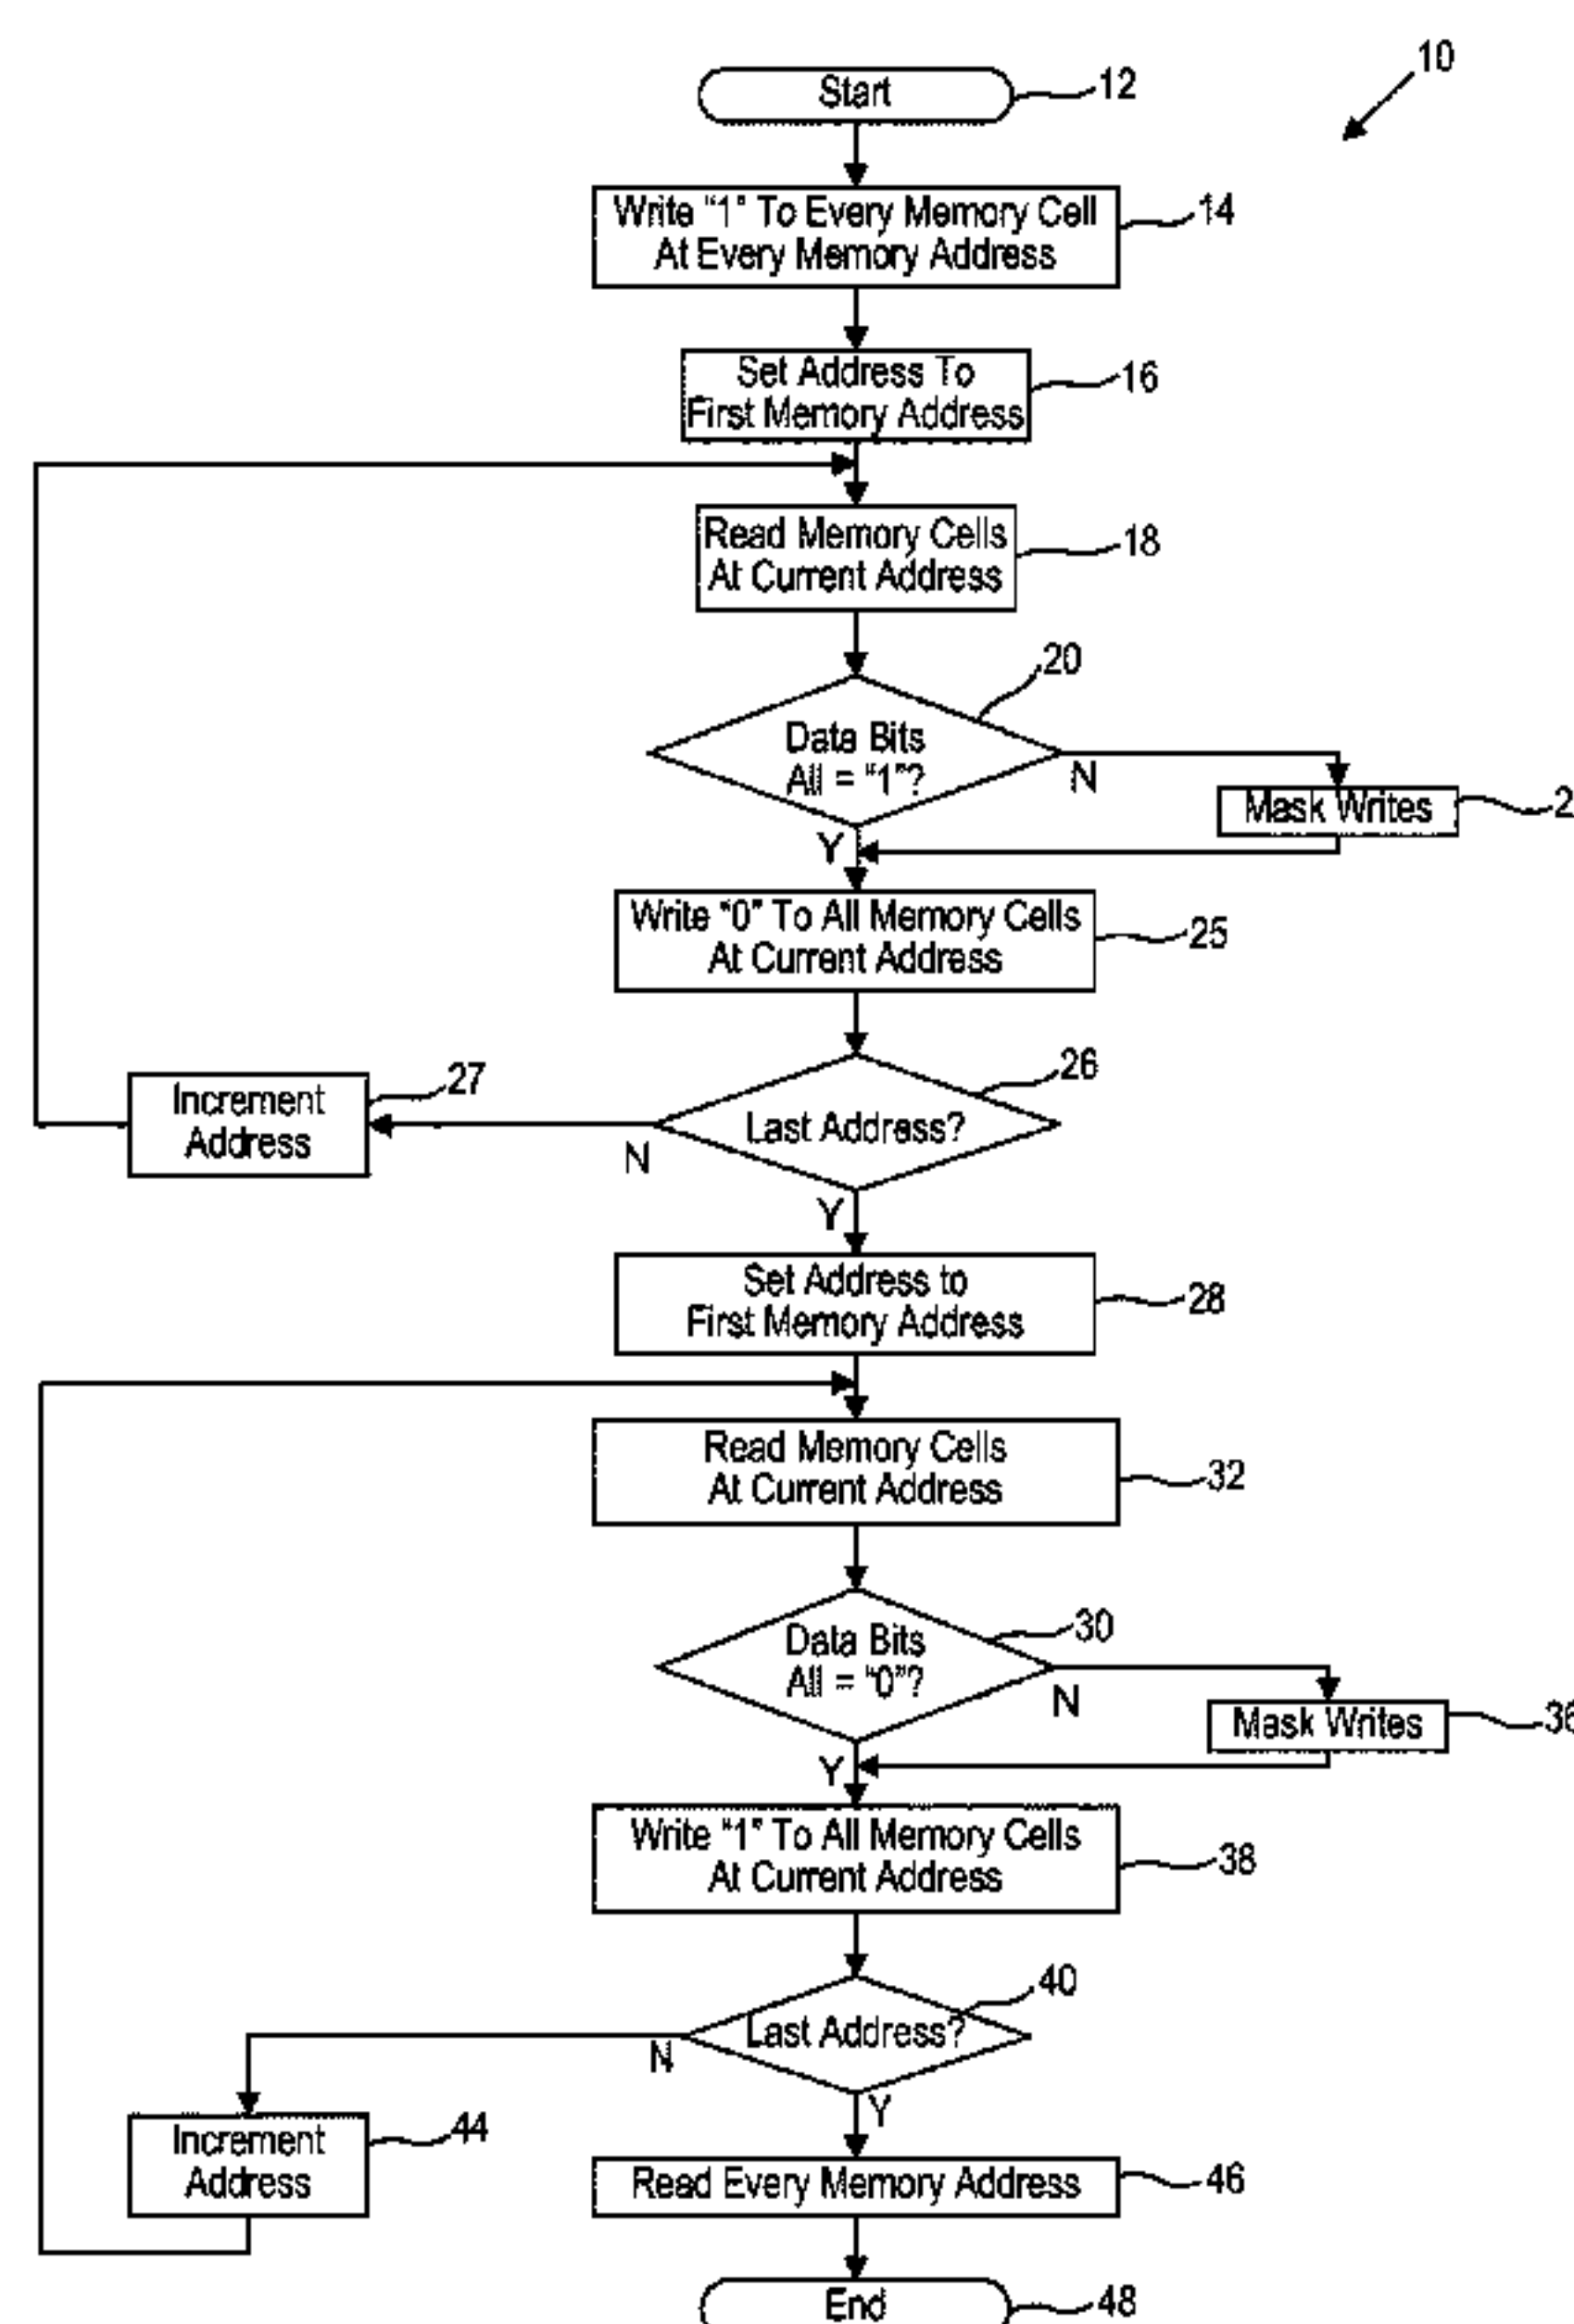 10
Start
12
Write "1" To Every Memory Cell
At Every Memory Address
14
Set Address To
First Memory Address
16
Read Memory Cells
At Current Address
18
20
Data Bits
All = "1"?
N
Mask Writes
Y
Write "0" To All Memory Cells
At Current Address
25
26
27
Increment
Address
Last Address?
N
Y
Set Address to
First Memory Address
28
Read Memory Cells
At Current Address
32
30
Data Bits
All = "0"?
N
Mask Writes
36
Y
Write "1" To All Memory Cells
At Current Address
38
40
Last Address?
N
Y
Increment
Address
44
Read Every Memory Address
46
End
48